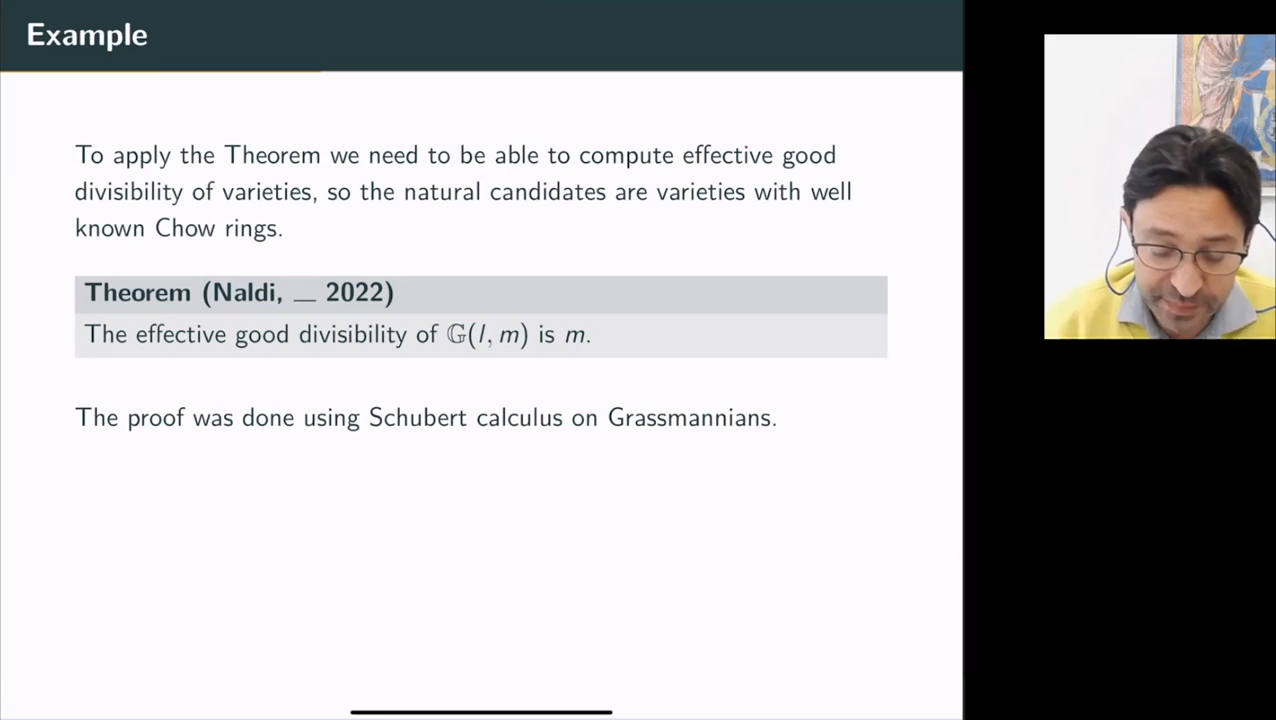 Example
To apply the Theorem we need to be able to compute effective good
divisibility of varieties, so the natural candidates are varieties with well
known Chow rings.
Theorem (Naldi, __ 2022)
The effective good divisibility of 𝔾(l, m) is m.
The proof was done using Schubert calculus on Grassmannians.